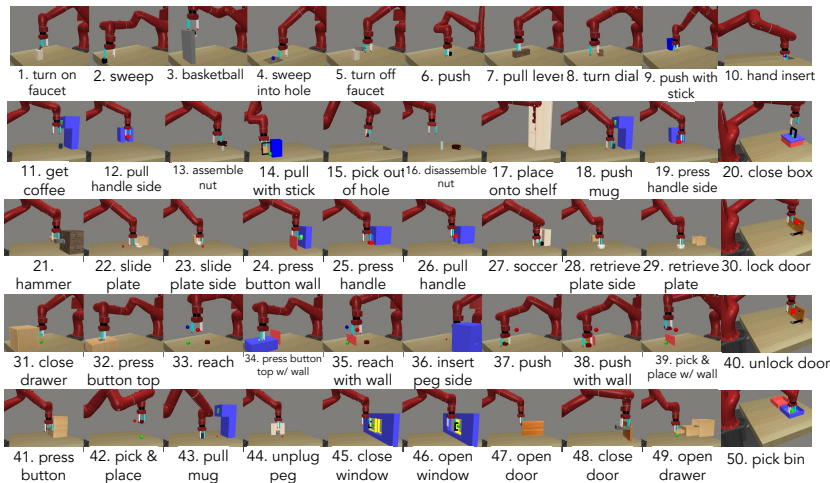 1. turn on faucet
2. sweep
3. basketball
4. sweep into hole
5. turn off faucet
6. push
7. pull lever
8. turn dial
9. push with stick
10. hand insert
11. get coffee
12. pull handle side
13. assemble nut
14. pull with stick
15. pick out of hole
16. disassemble nut
17. place onto shelf
18. push mug
19. press handle side
20. close box
21. hammer
22. slide plate
23. slide plate side
24. press button wall
25. press handle
26. pull handle
27. soccer
28. retrieve plate side
29. retrieve plate
30. lock door
31. close drawer
32. press button top
33. reach
34. press button top w/ wall
35. reach with wall
36. insert peg side
37. push
38. push with wall
39. pick & place w/ wall
40. unlock door
41. press button
42. pick & place
43. pull mug
44. unplug peg
45. close window
46. open window
47. open door
48. close door
49. open drawer
50. pick bin